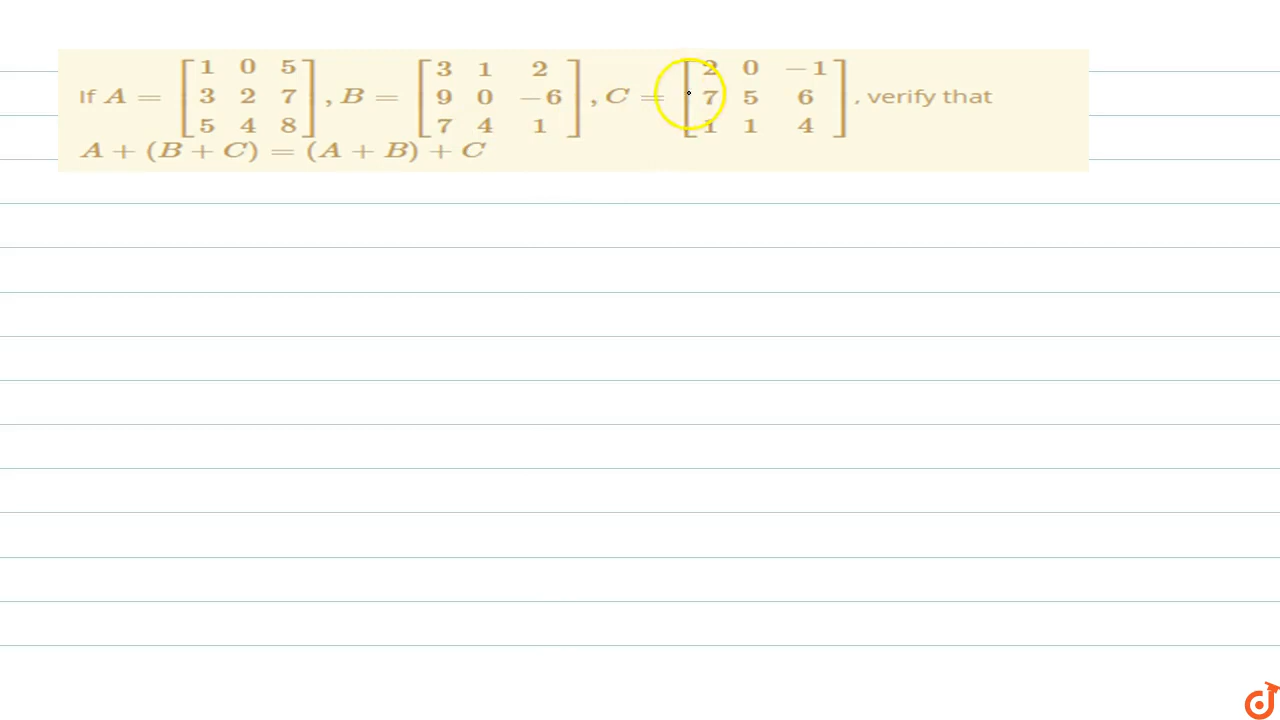 If A = [1 0 5; 3 2 7; 5 4 8], B = [3 1 2; 9 0 −6; 7 4 1], C = [2 0 −1; 7 5 6; 1 1 4], verify that
A + (B + C) = (A + B) + C